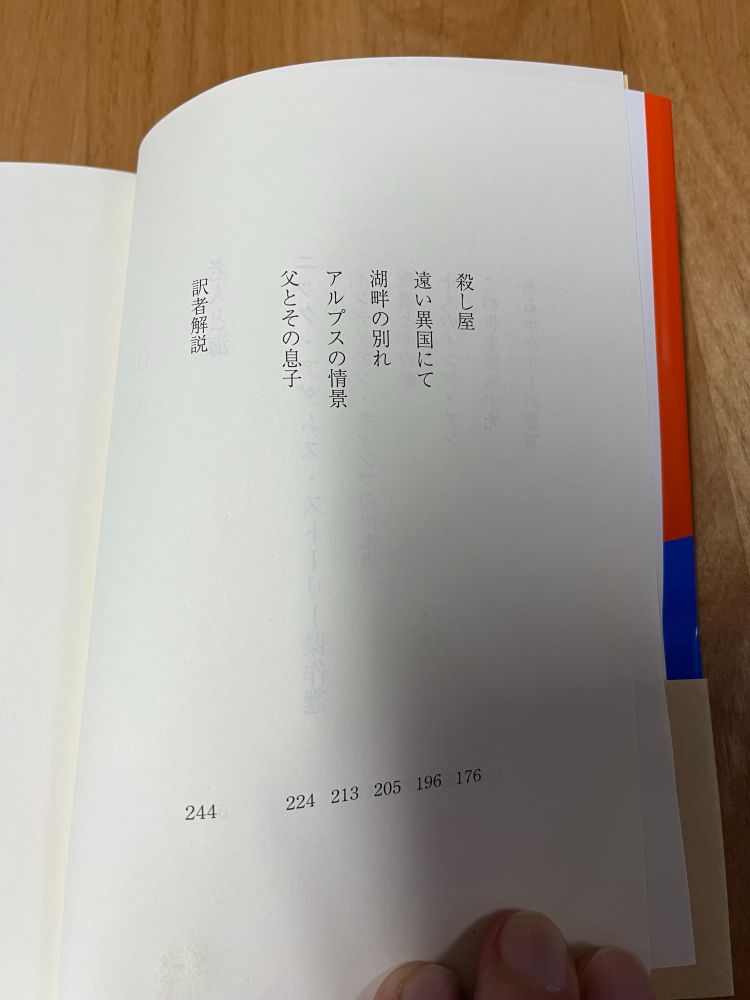 殺し屋 176
遠い異国にて 196
湖畔の別れ 205
アルプスの情景 213
父とその息子 224
訳者解説 244